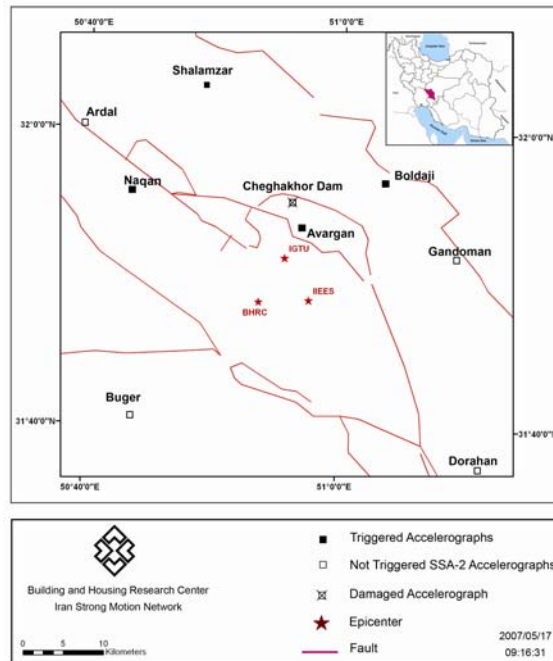 50°40'0"E
51°0'0"E
Shalamzar
Ardal
32°0'0"N
32°0'0"N
Naqan
Cheghakhor Dam
Boldaji
Avargan
Gandoman
IGTU
IIEES
BHRC
Buger
31°40'0"N
31°40'0"N
Dorahan
50°40'0"E
51°0'0"E
Building and Housing Research Center
Iran Strong Motion Network
0 2.5 5 10
Kilometers
Triggered Accelerographs
Not Triggered SSA-2 Accelerographs
Damaged Accelerograph
Epicenter
Fault
2007/05/17
09:16:31